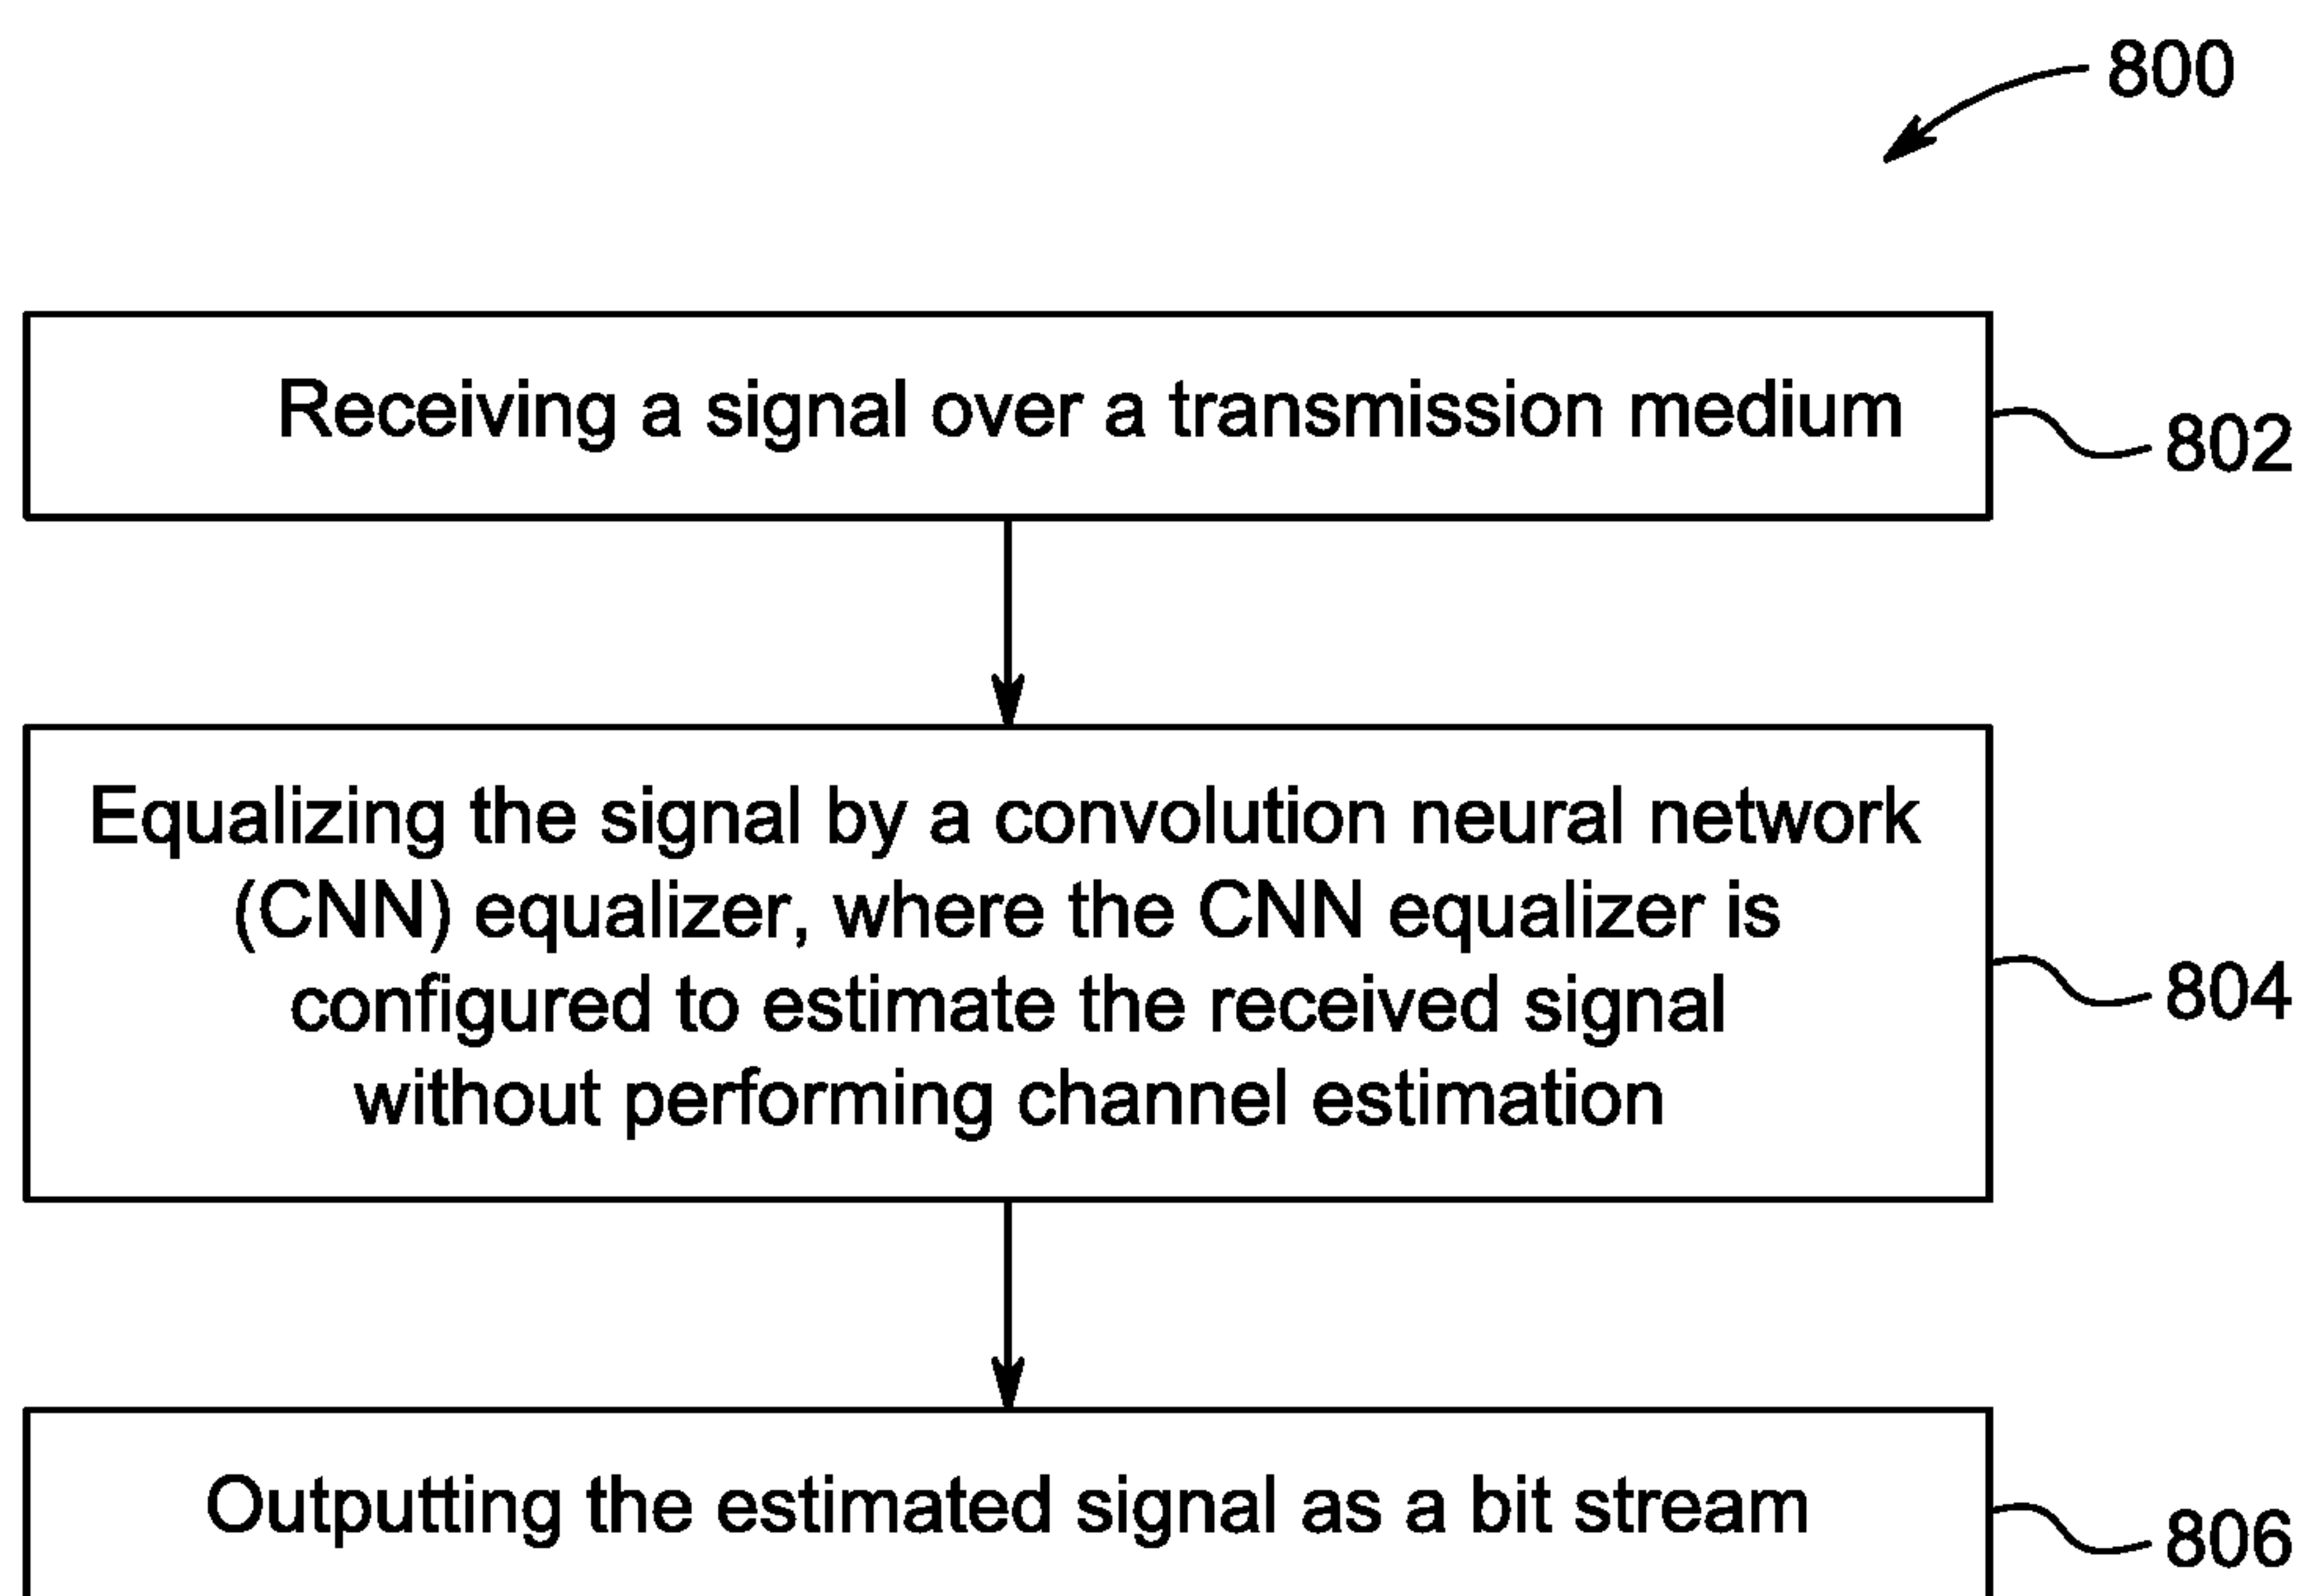 800
Receiving a signal over a transmission medium
802
Equalizing the signal by a convolution neural network
(CNN) equalizer, where the CNN equalizer is
configured to estimate the received signal
without performing channel estimation
804
Outputting the estimated signal as a bit stream
806